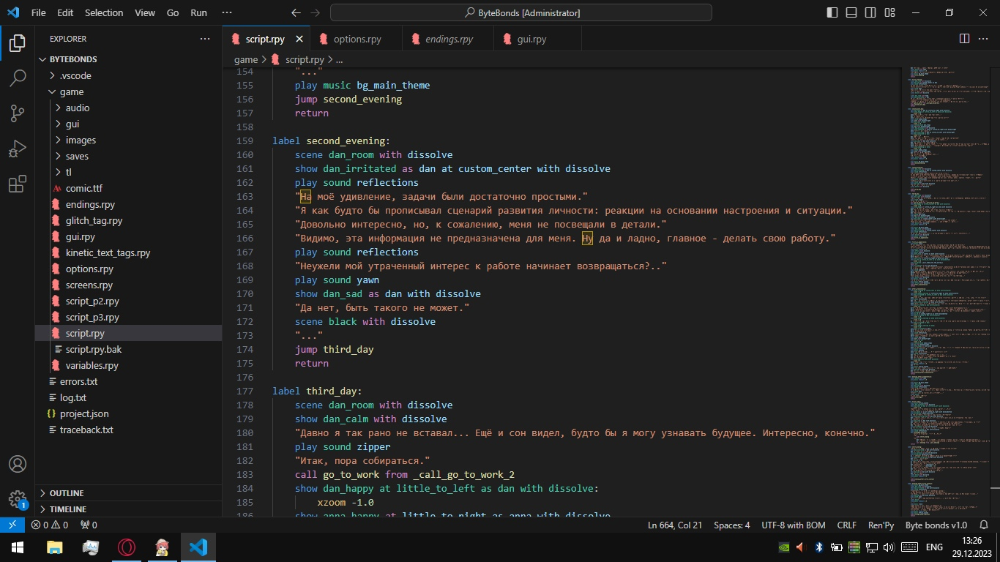 File Edit Selection View Go Run ···
ByteBonds [Administrator]
EXPLORER ···
BYTEBONDS
.vscode
game
audio
gui
images
saves
tl
comic.ttf
endings.rpy
glitch_tag.rpy
gui.rpy
kinetic_text_tags.rpy
options.rpy
screens.rpy
script_p2.rpy
script_p3.rpy
script.rpy
script.rpy.bak
variables.rpy
errors.txt
log.txt
project.json
traceback.txt
OUTLINE
TIMELINE
script.rpy options.rpy endings.rpy gui.rpy
game > script.rpy > ...
154 "..."
155 play music bg_main_theme
156 jump second_evening
157 return
158
159 label second_evening:
160 scene dan_room with dissolve
161 show dan_irritated as dan at custom_center with dissolve
162 play sound reflections
163 "На моё удивление, задачи были достаточно простыми."
164 "Я как будто бы прописывал сценарий развития личности: реакции на основании настроения и ситуации."
165 "Довольно интересно, но, к сожалению, меня не посвещали в детали."
166 "Видимо, эта информация не предназначена для меня. Ну да и ладно, главное - делать свою работу."
167 play sound reflections
168 "Неужели мой утраченный интерес к работе начинает возвращаться?.."
169 play sound yawn
170 show dan_sad as dan with dissolve
171 "Да нет, быть такого не может."
172 scene black with dissolve
173 "..."
174 jump third_day
175 return
176
177 label third_day:
178 scene dan_room with dissolve
179 show dan_calm with dissolve
180 "Давно я так рано не вставал... Ещё и сон видел, будто бы я могу узнавать будущее. Интересно, конечно."
181 play sound zipper
182 "Итак, пора собираться."
183 call go_to_work from _call_go_to_work_2
184 show dan_happy at little_to_left as dan with dissolve:
185 xzoom -1.0
186 show anna_happy at little_to_right as anna with dissolve
1
0 0 0 Ln 664, Col 21 Spaces: 4 UTF-8 with BOM CRLF Ren'Py Byte bonds v1.0
ENG
13:26
29.12.2023